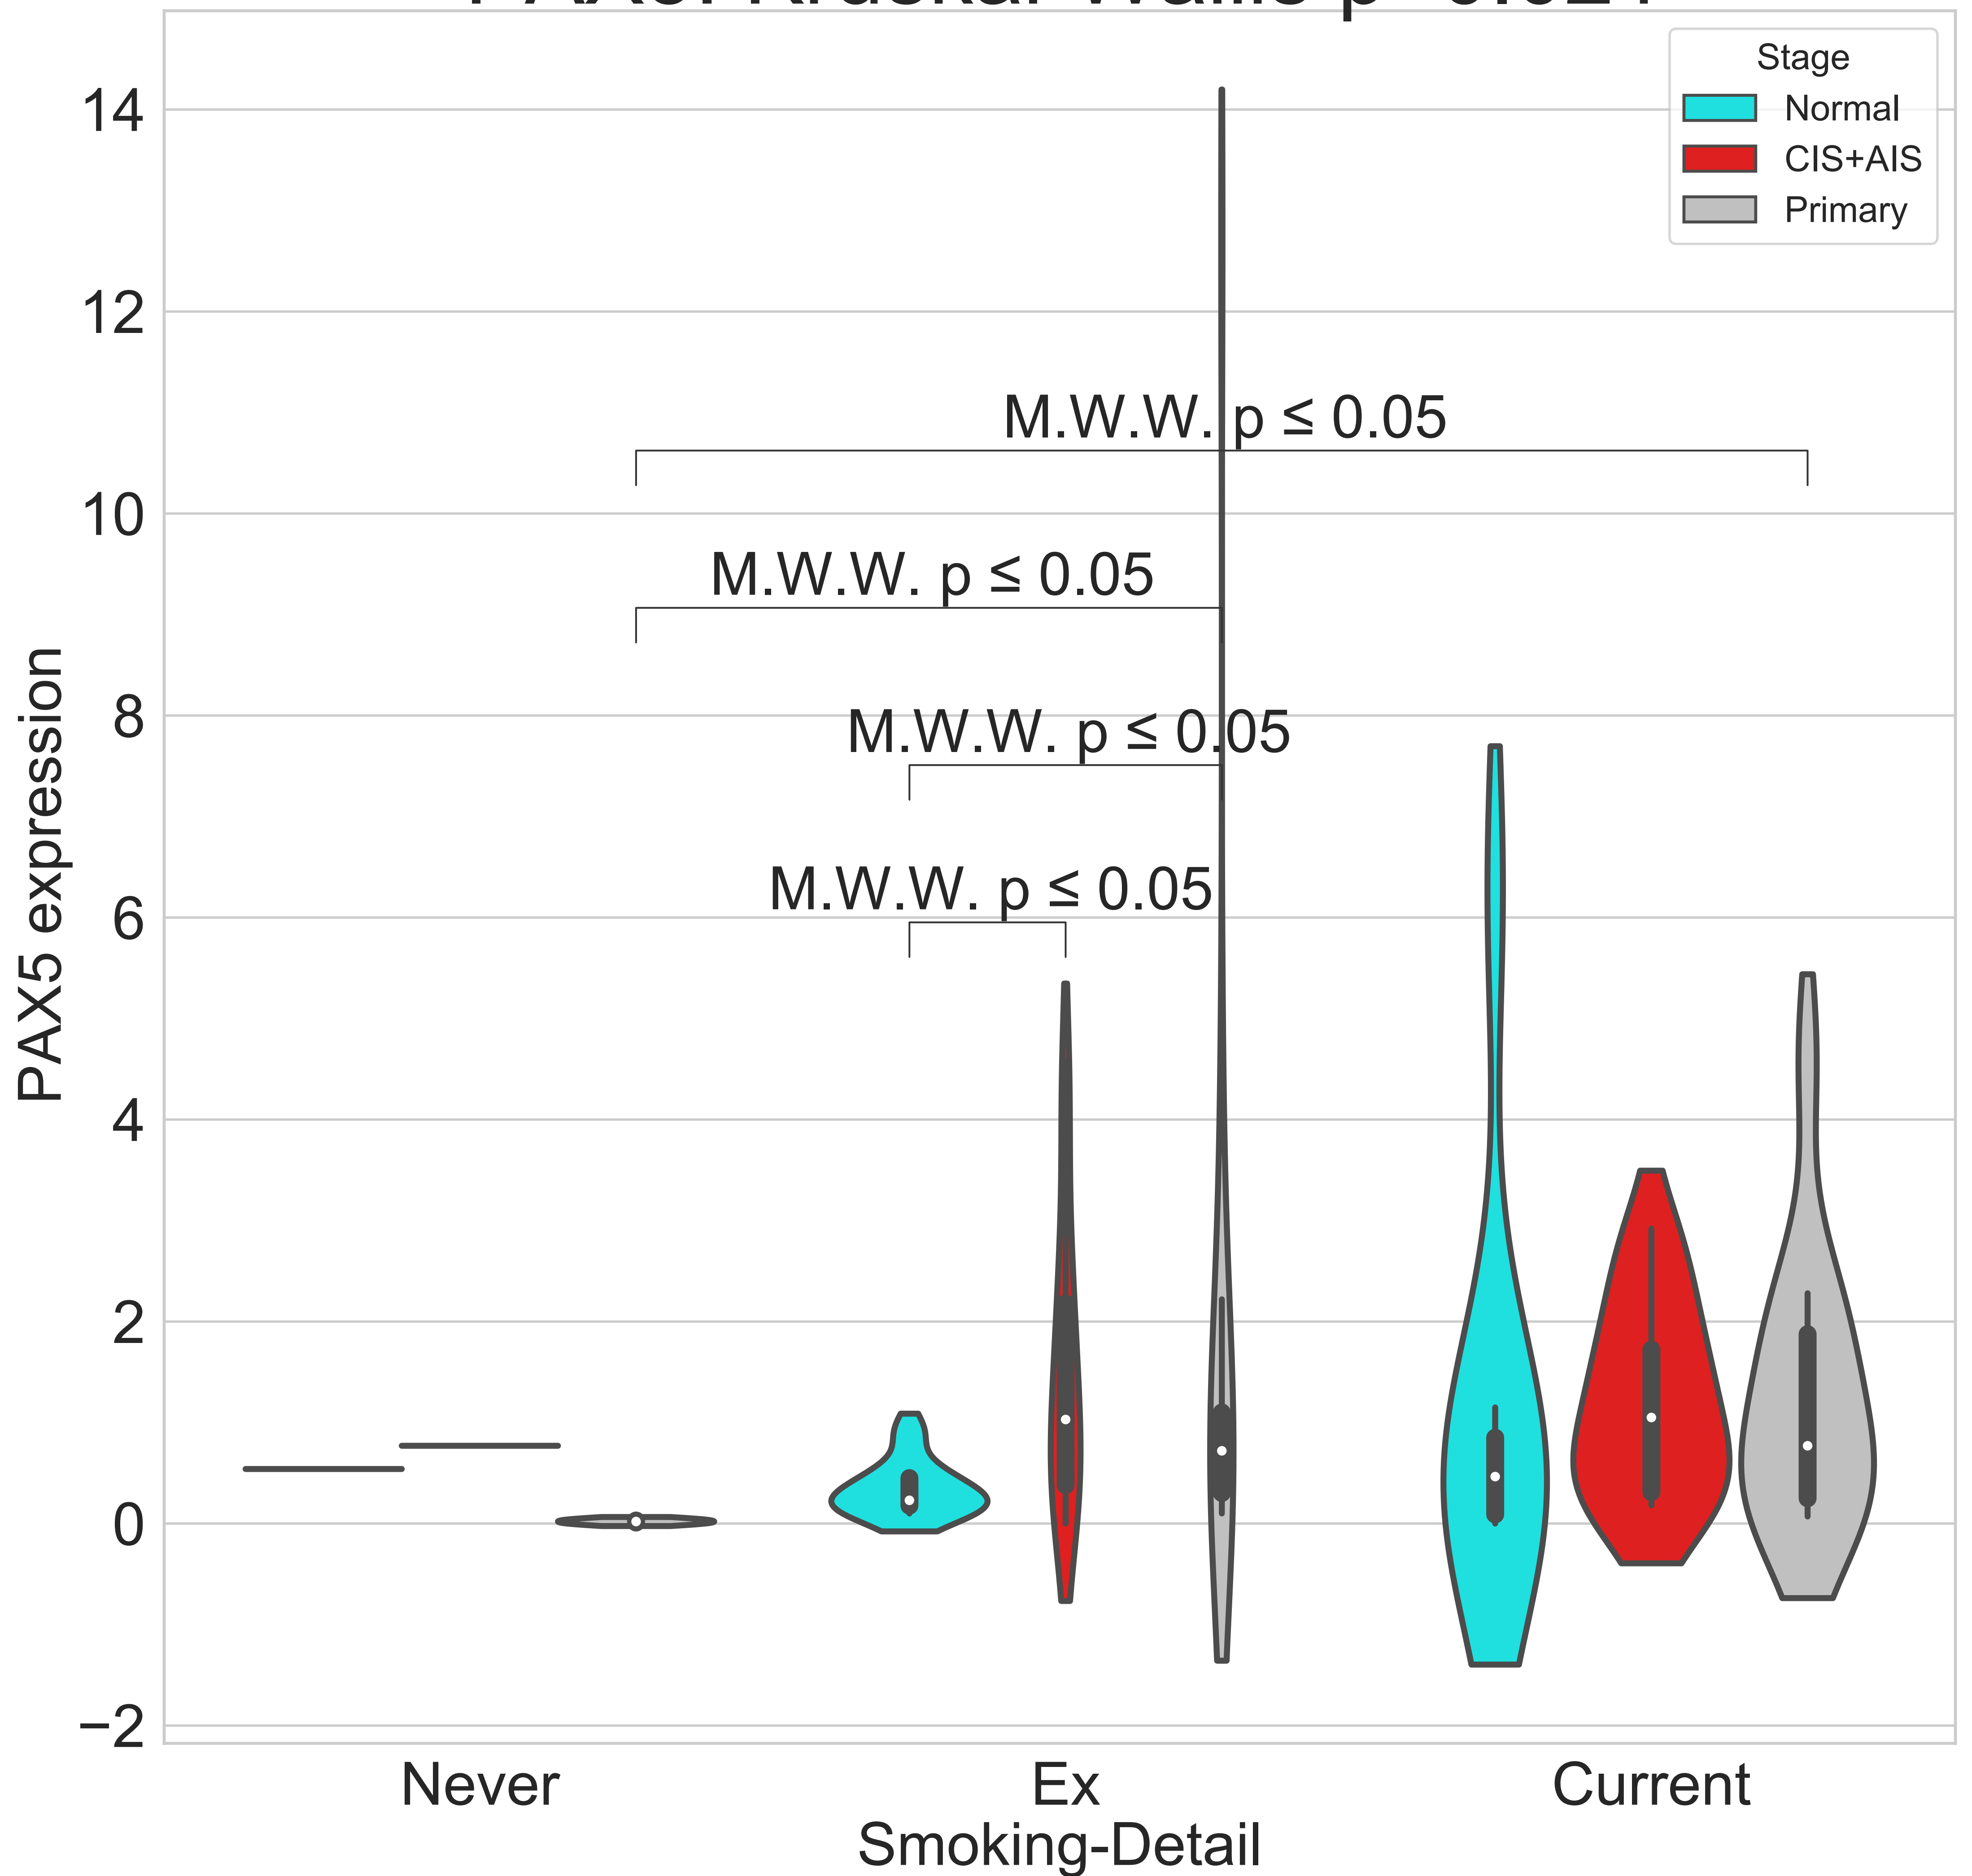 Stage
Normal
CIS+AIS
Primary
14
12
10
8
6
4
2
0
−2
PAX5 expression
M.W.W. p ≤ 0.05
M.W.W. p ≤ 0.05
M.W.W. p ≤ 0.05
M.W.W. p ≤ 0.05
Never
Ex
Current
Smoking-Detail